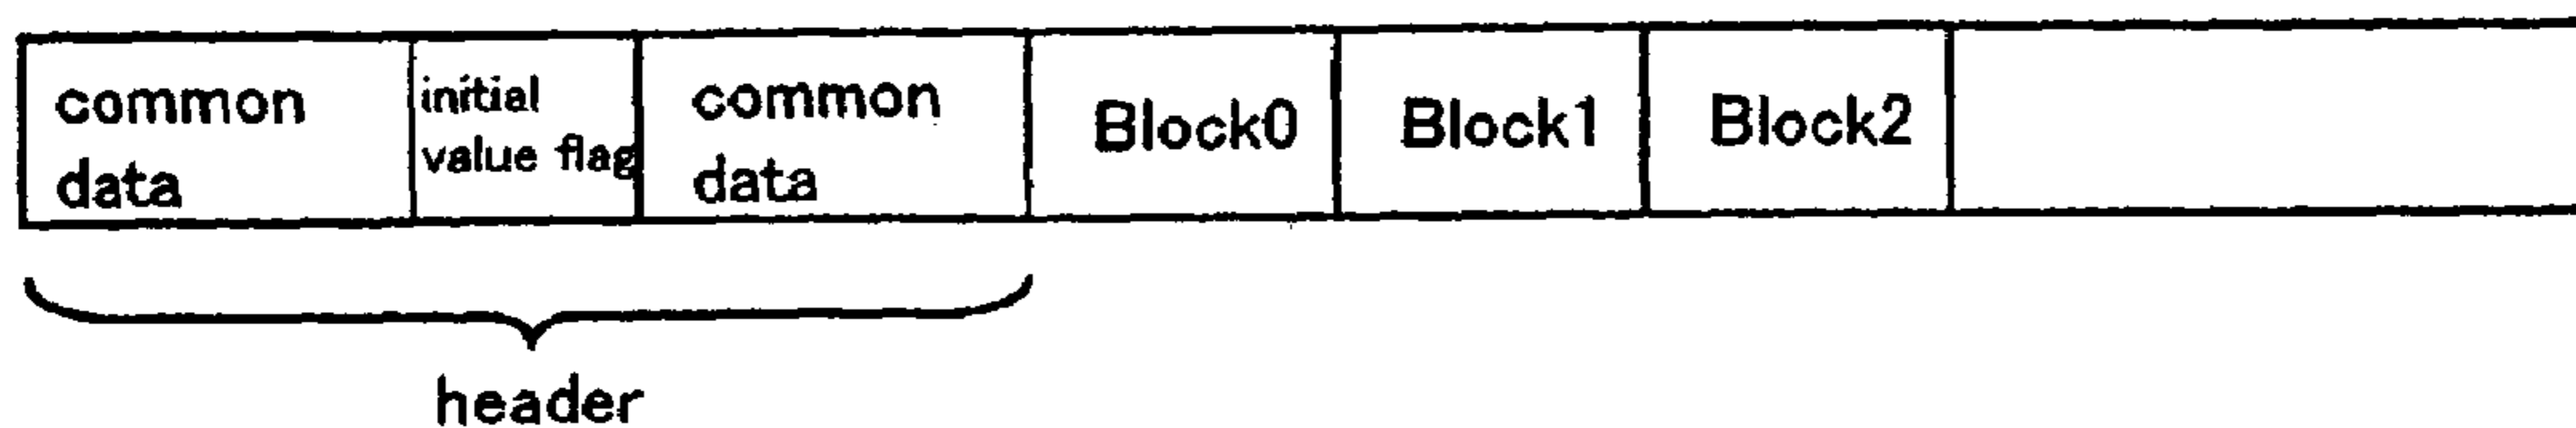 common
data
initial
value flag
common
data
Block0
Block1
Block2
header